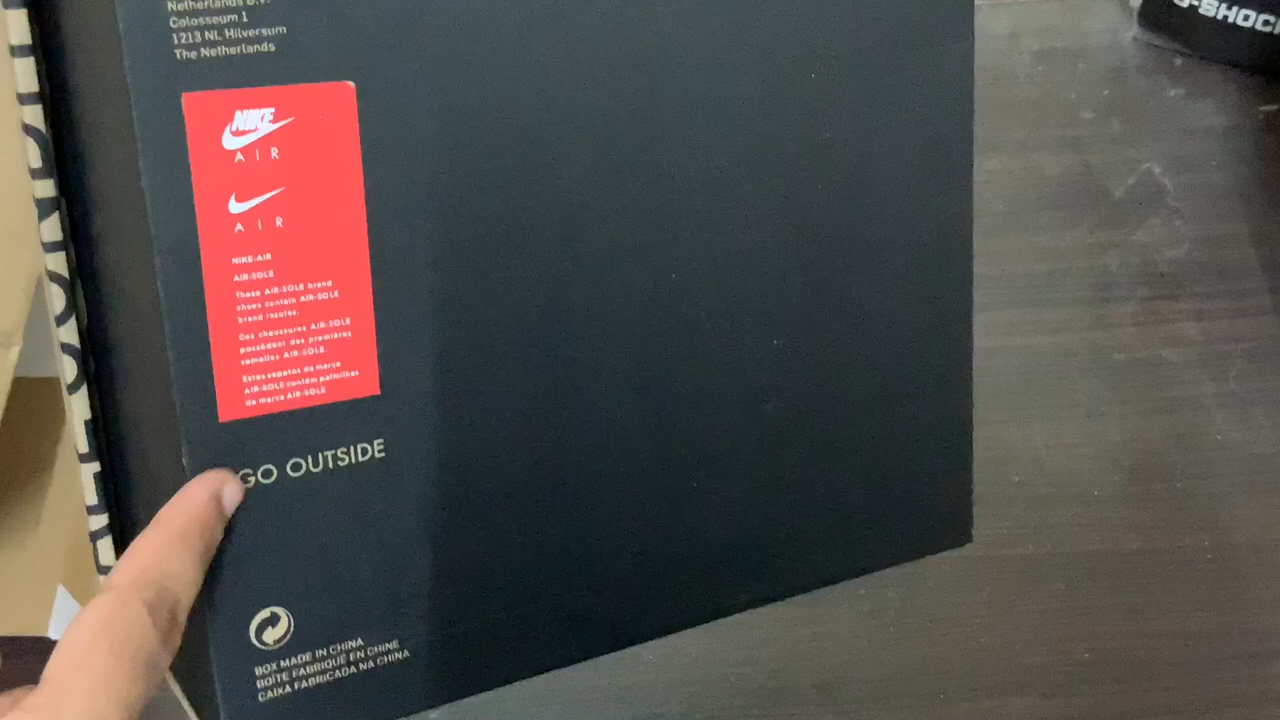 Netherlands B.V.
Colosseum 1
1213 NL Hilversum
The Netherlands
NIKE
AIR
AIR
NIKE-AIR
AIR-SOLE
These AIR-SOLE brand
shoes contain AIR-SOLE
brand insoles.
Ces chaussures AIR-SOLE
possèdent des premières
semelles AIR-SOLE.
Estes sapatos da marca
AIR-SOLE contém palmilhas
da marca AIR-SOLE
GO OUTSIDE
BOX MADE IN CHINA
BOÎTE FABRIQUÉ EN CHINE
CAIXA FABRICADA NA CHINA
G-SHOCK